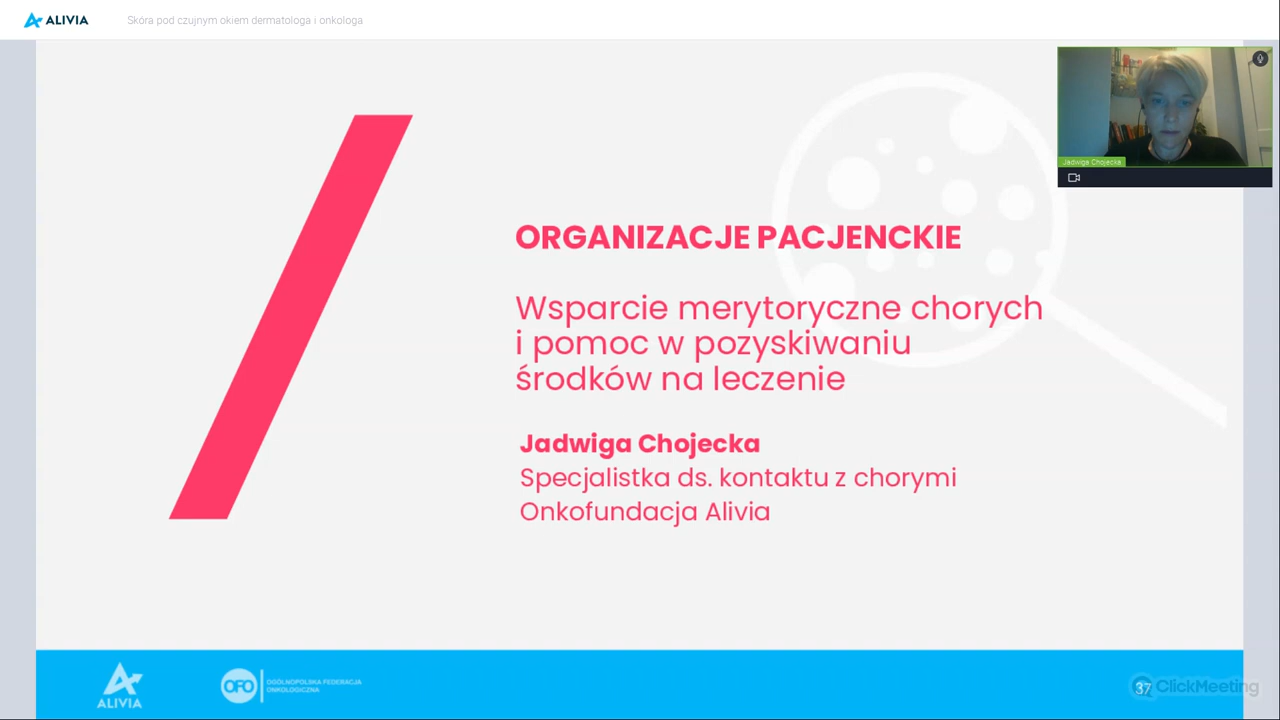 ALIVIA
Skóra pod czujnym okiem dermatologa i onkologa
Jadwiga Chojecka
ORGANIZACJE PACJENCKIE
Wsparcie merytoryczne chorych
i pomoc w pozyskiwaniu
środków na leczenie
Jadwiga Chojecka
Specjalistka ds. kontaktu z chorymi
Onkofundacja Alivia
ALIVIA
OFO
OGÓLNOPOLSKA FEDERACJA
ONKOLOGICZNA
37
ClickMeeting